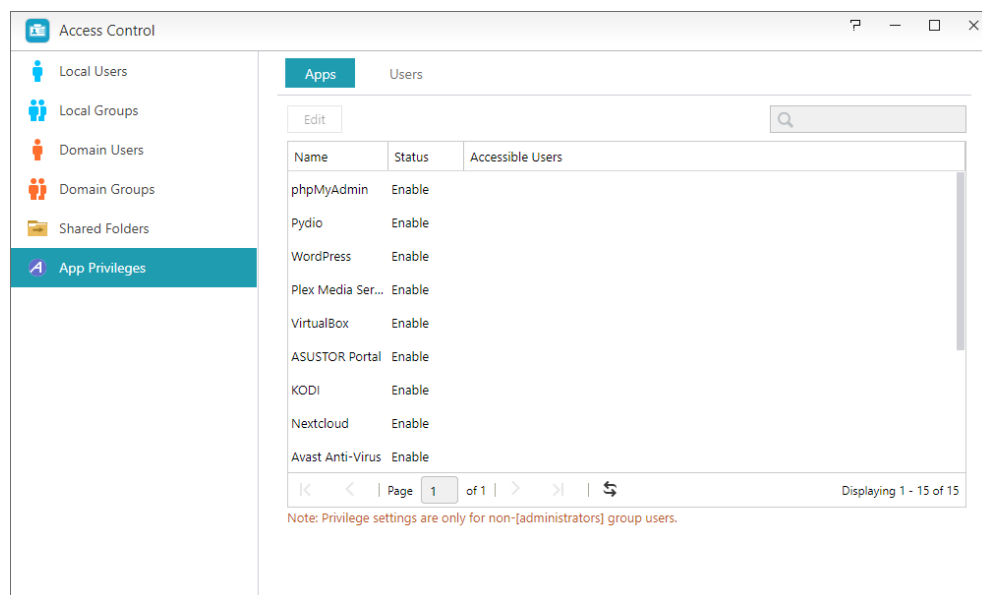 Access Control
Local Users
Local Groups
Domain Users
Domain Groups
Shared Folders
App Privileges
Apps Users
Edit
Name Status Accessible Users
phpMyAdmin Enable
Pydio Enable
WordPress Enable
Plex Media Ser... Enable
VirtualBox Enable
ASUSTOR Portal Enable
KODI Enable
Nextcloud Enable
Avast Anti-Virus Enable
Page 1 of 1 Displaying 1 - 15 of 15
Note: Privilege settings are only for non-[administrators] group users.